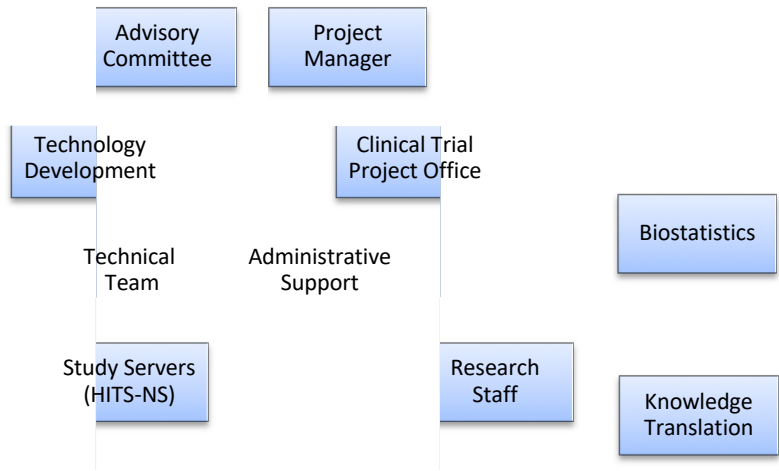 Advisory
Committee
Project
Manager
Technology
Development
Clinical Trial
Project Office
Biostatistics
Technical
Team
Administrative
Support
Study Servers
(HITS-NS)
Research
Staff
Knowledge
Translation